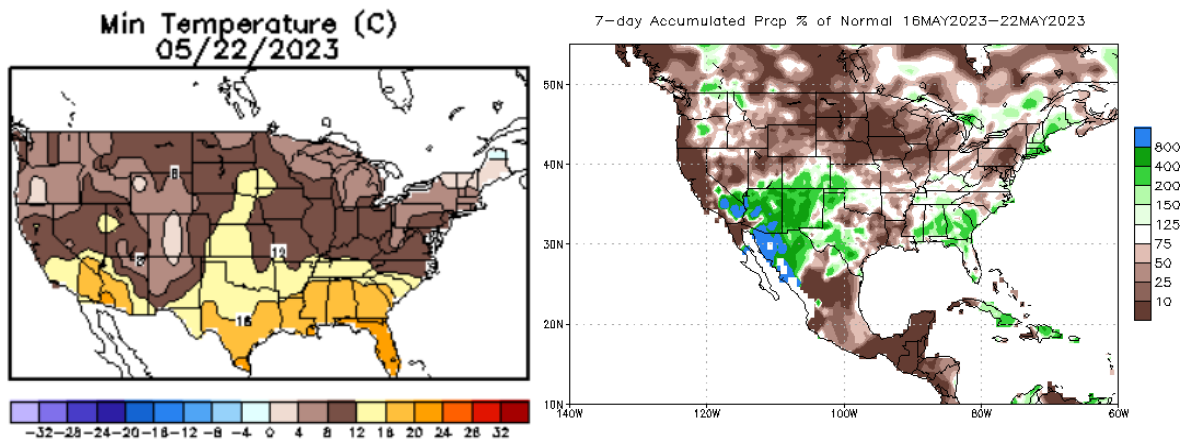 Min Temperature (C)
05/22/2023
8
12
8
16
-32 -28 -24 -20 -16 -12 -8 -4 0 4 8 12 16 20 24 28 32
7-day Accumulated Prcp % of Normal 16MAY2023-22MAY2023
50N
40N
30N
20N
10N
140W 120W 100W 80W 60W
800
400
200
150
125
75
50
25
10